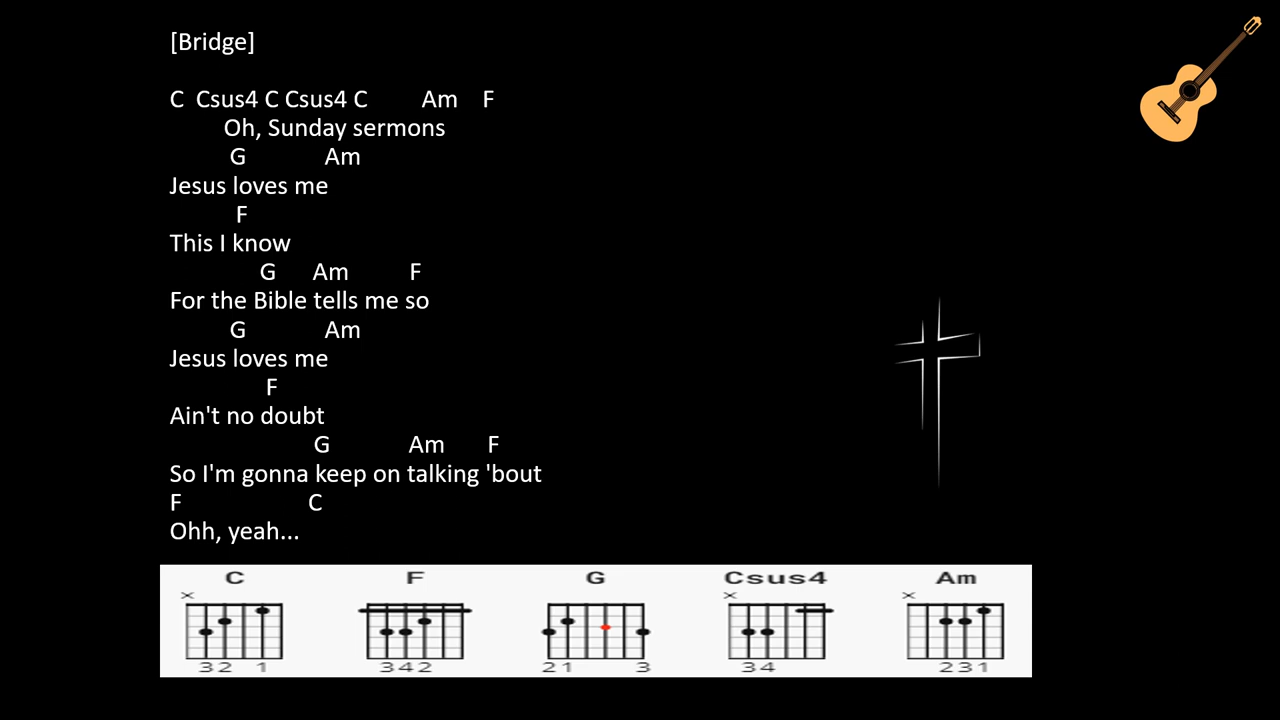 [Bridge]
C  Csus4 C Csus4 C        Am    F
Oh, Sunday sermons
G            Am
Jesus loves me
F
This I know
G      Am         F
For the Bible tells me so
G            Am
Jesus loves me
F
Ain't no doubt
G            Am       F
So I'm gonna keep on talking 'bout
F                   C
Ohh, yeah...
C F G Csus4 Am
× × ×
32 1 342 21 3 34 231